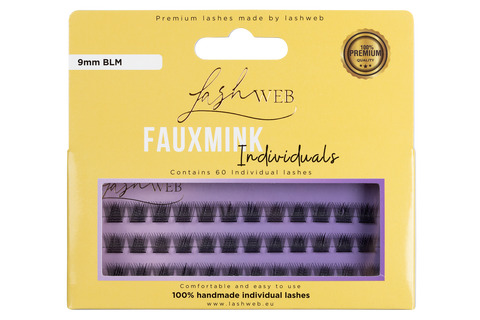 Premium lashes made by lashweb
9mm BLM
100%
PREMIUM
QUALITY
Lash WEB
FAUXMINK
Individuals
Contains 60 Individual lashes
Lash WEB
Comfortable and easy to use
100% handmade individual lashes
www.lashweb.eu